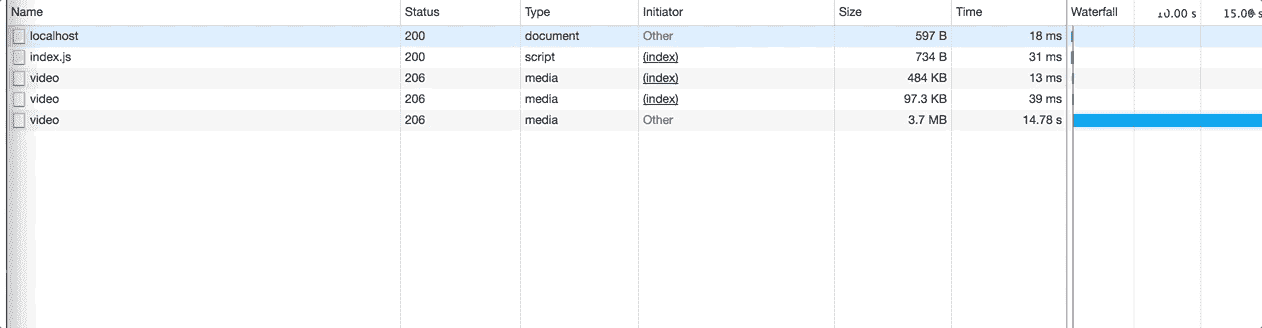 Name Status Type Initiator Size Time Waterfall 10.00 s 15.00 s
localhost 200 document Other 597 B 18 ms
index.js 200 script (index) 734 B 31 ms
video 206 media (index) 484 KB 13 ms
video 206 media (index) 97.3 KB 39 ms
video 206 media Other 3.7 MB 14.78 s